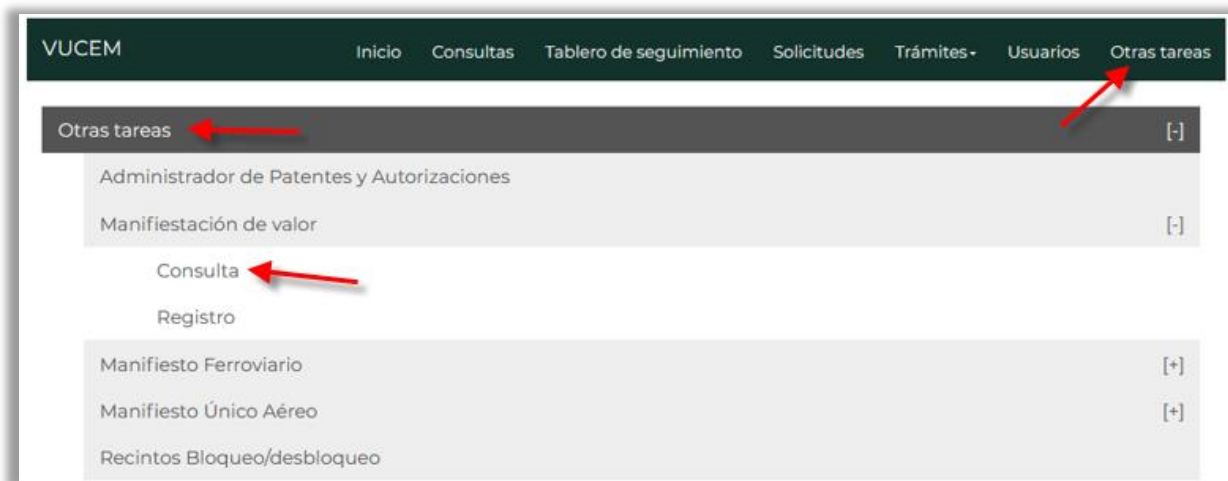 VUCEM Inicio Consultas Tablero de seguimiento Solicitudes Trámites Usuarios Otras tareas
Otras tareas [-]
Administrador de Patentes y Autorizaciones
Manifiestación de valor [-]
Consulta
Registro
Manifiesto Ferroviario [+]
Manifiesto Único Aéreo [+]
Recintos Bloqueo/desbloqueo